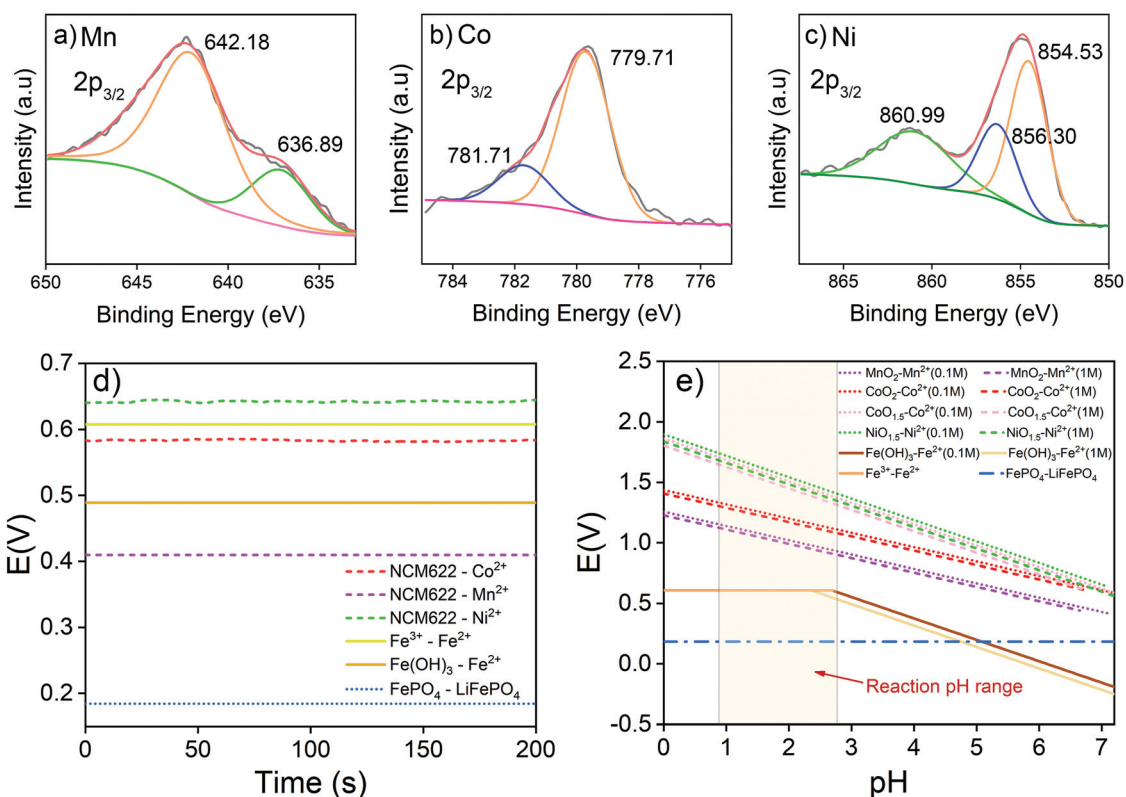 a) Mn
642.18
2p3/2
636.89
Intensity (a.u)
650 645 640 635
Binding Energy (eV)
b) Co
779.71
2p3/2
781.71
Intensity (a.u)
784 782 780 778 776
Binding Energy (eV)
c) Ni
854.53
2p3/2
860.99
856.30
Intensity (a.u)
865 860 855 850
Binding Energy (eV)
d)
E(V)
0.7
0.6
0.5
0.4
0.3
0.2
NCM622 - Co2+
NCM622 - Mn2+
NCM622 - Ni2+
Fe3+ - Fe2+
Fe(OH)3 - Fe2+
FePO4 - LiFePO4
0 50 100 150 200
Time (s)
e)
E(V)
2.5
2.0
1.5
1.0
0.5
0.0
-0.5
MnO2-Mn2+(0.1M) MnO2-Mn2+(1M)
CoO2-Co2+(0.1M) CoO2-Co2+(1M)
CoO1.5-Co2+(0.1M) CoO1.5-Co2+(1M)
NiO1.5-Ni2+(0.1M) NiO1.5-Ni2+(1M)
Fe(OH)3-Fe2+(0.1M) Fe(OH)3-Fe2+(1M)
Fe3+-Fe2+ FePO4-LiFePO4
Reaction pH range
0 1 2 3 4 5 6 7
pH